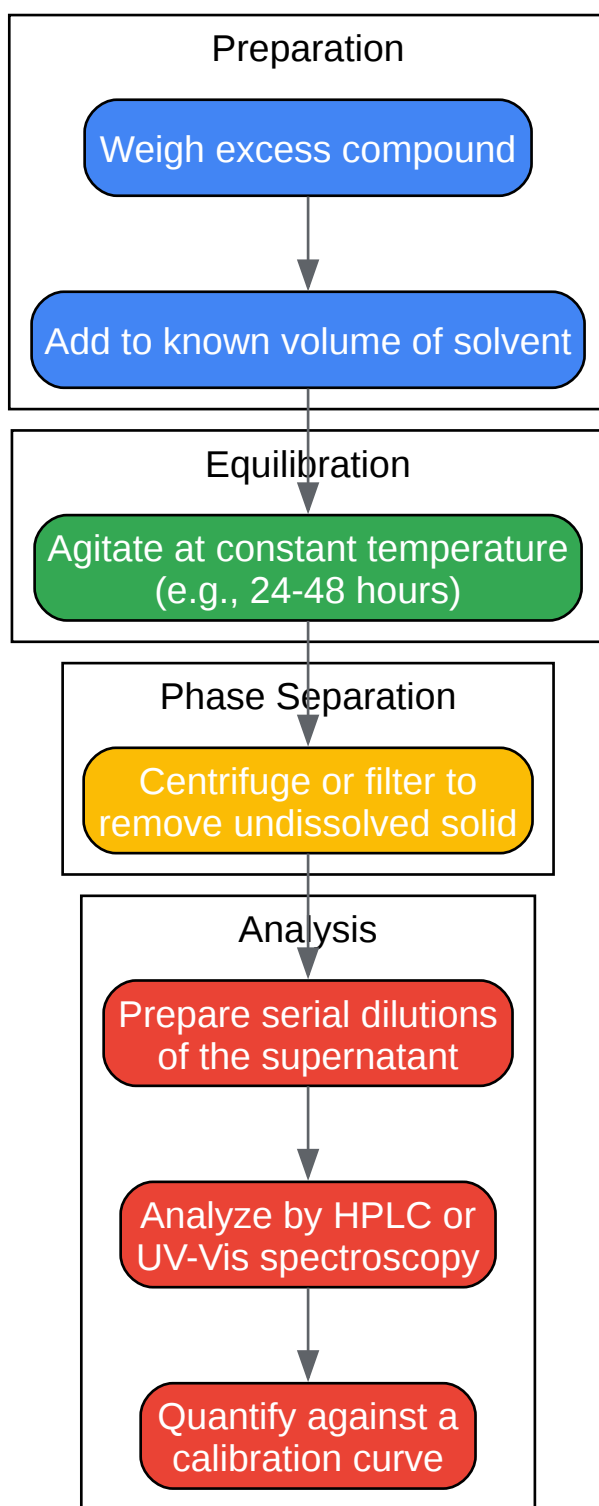 Preparation
Weigh excess compound
Add to known volume of solvent
Equilibration
Agitate at constant temperature
(e.g., 24-48 hours)
Phase Separation
Centrifuge or filter to
remove undissolved solid
Analysis
Prepare serial dilutions
of the supernatant
Analyze by HPLC or
UV-Vis spectroscopy
Quantify against a
calibration curve